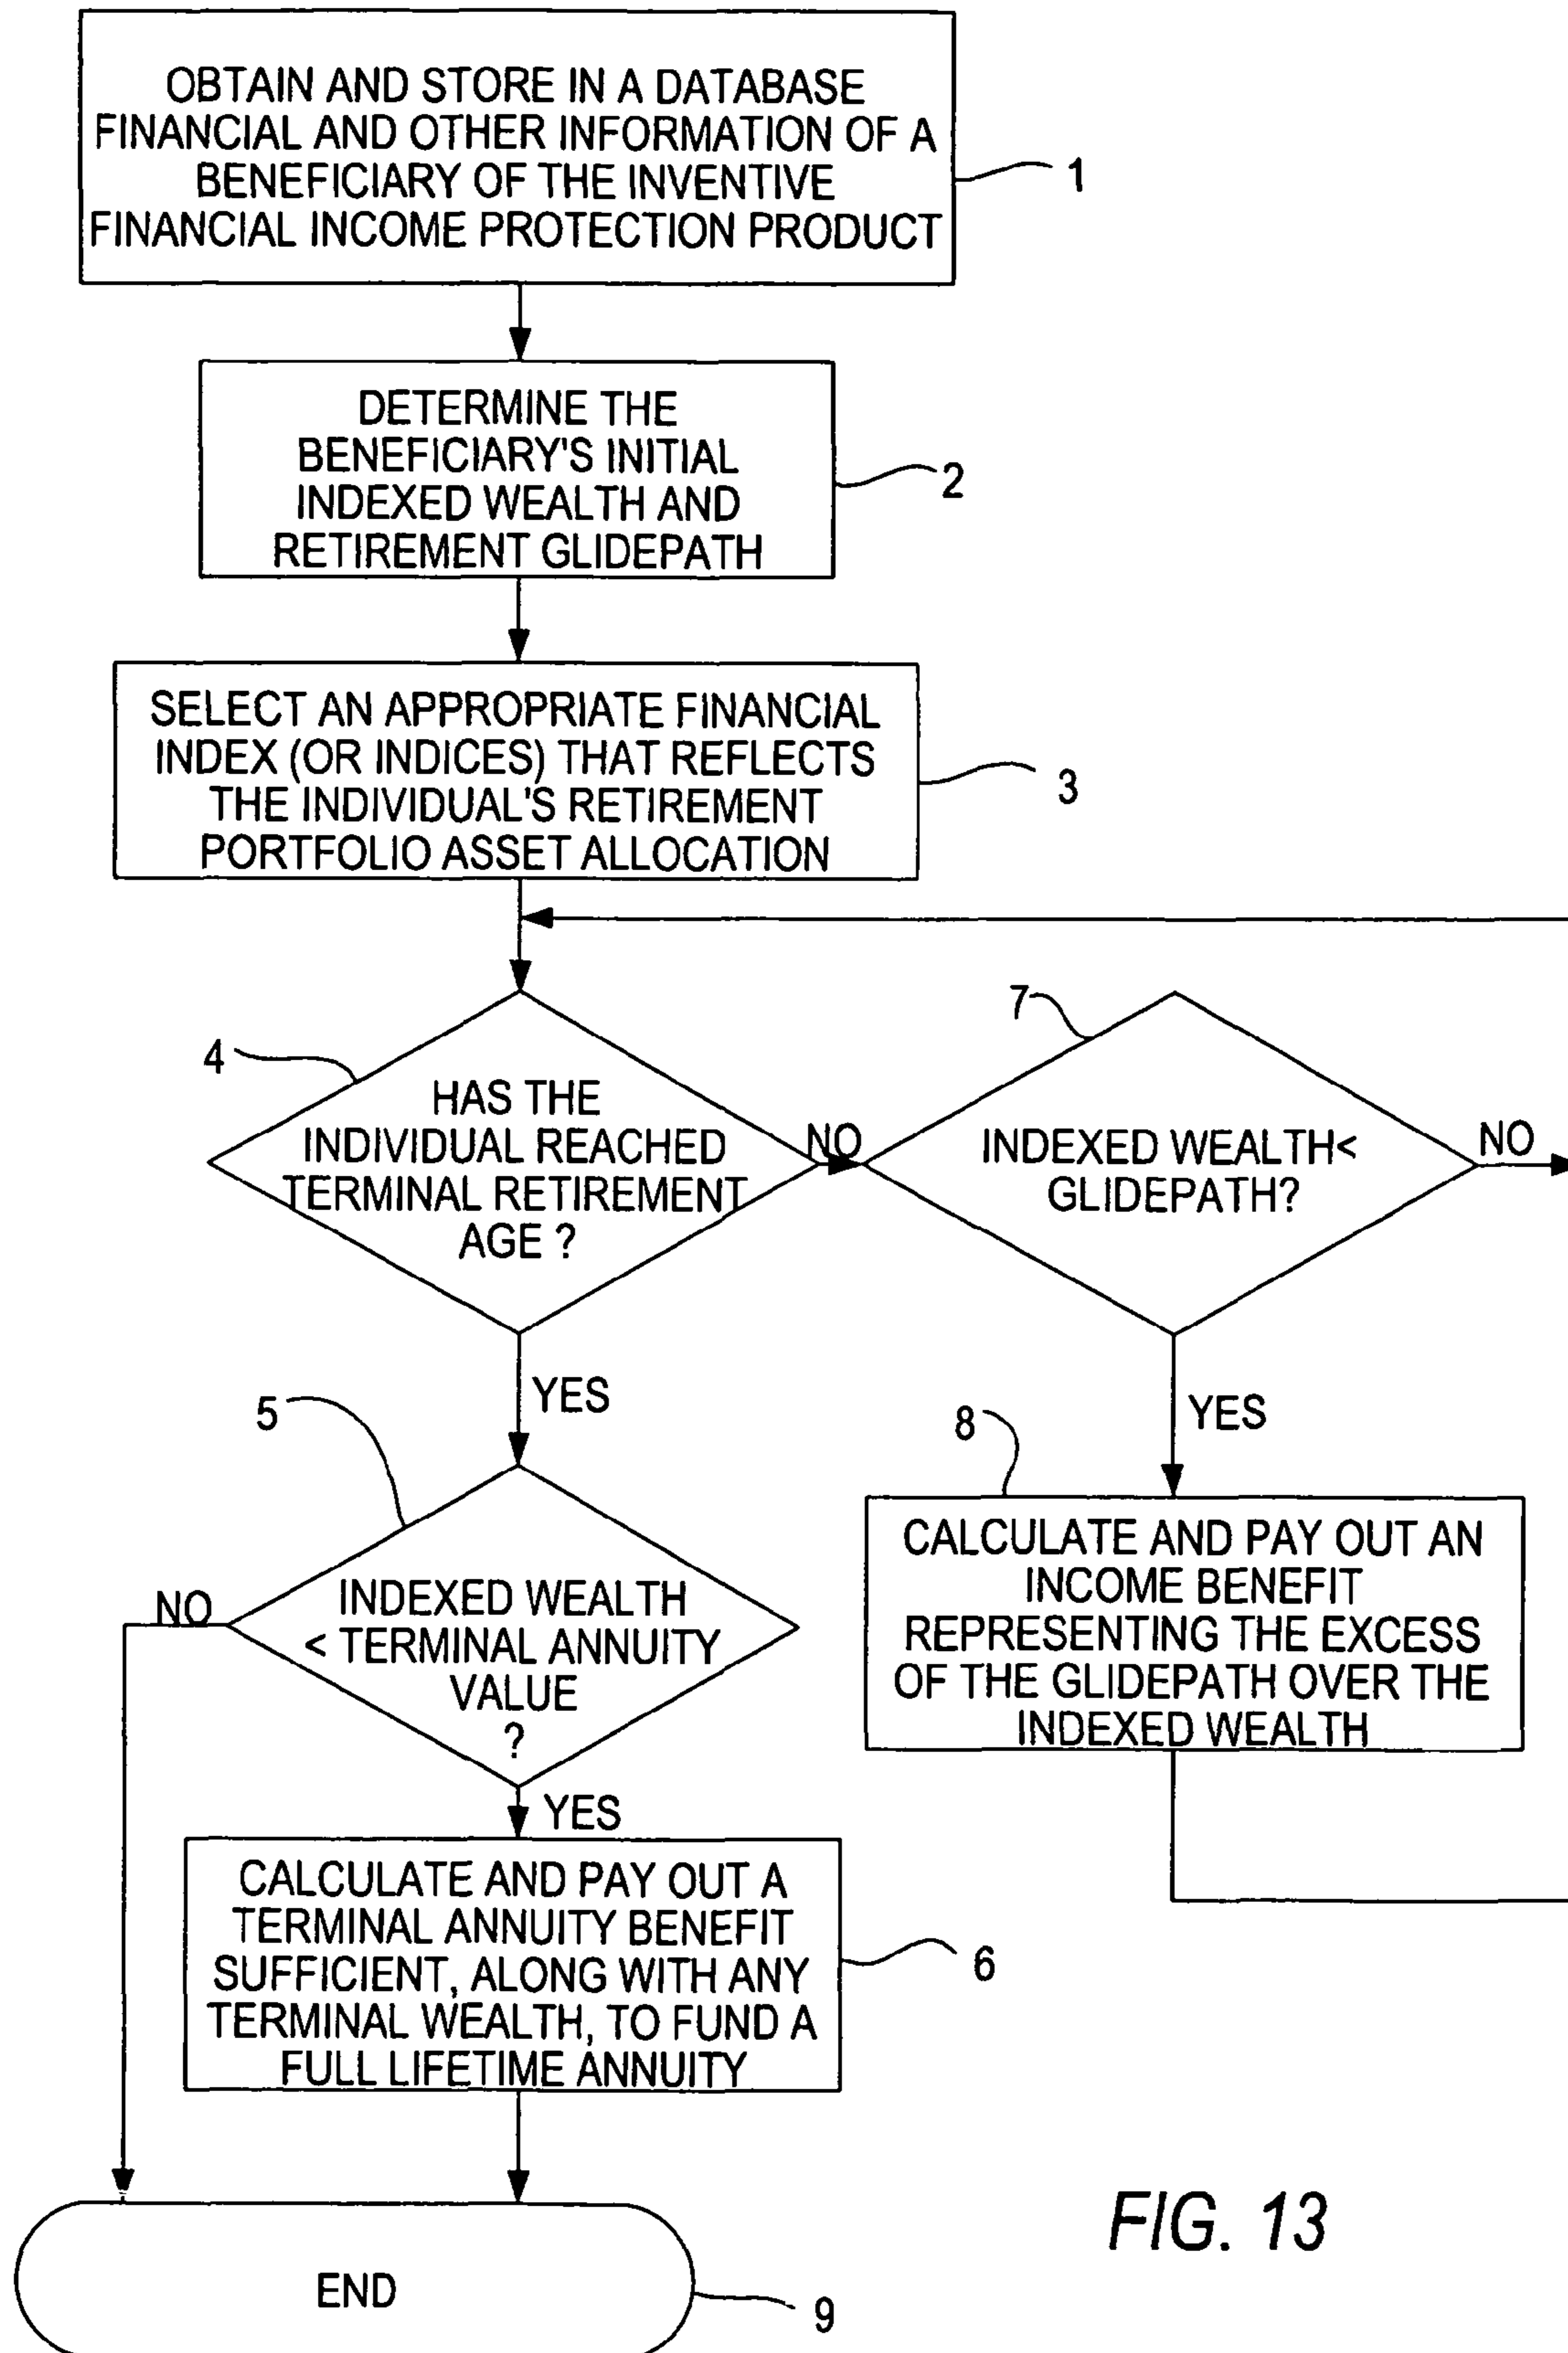 OBTAIN AND STORE IN A DATABASE
FINANCIAL AND OTHER INFORMATION OF A
BENEFICIARY OF THE INVENTIVE
FINANCIAL INCOME PROTECTION PRODUCT
1
DETERMINE THE
BENEFICIARY'S INITIAL
INDEXED WEALTH AND
RETIREMENT GLIDEPATH
2
SELECT AN APPROPRIATE FINANCIAL
INDEX (OR INDICES) THAT REFLECTS
THE INDIVIDUAL'S RETIREMENT
PORTFOLIO ASSET ALLOCATION
3
4
HAS THE
INDIVIDUAL REACHED
TERMINAL RETIREMENT
AGE ?
NO
7
INDEXED WEALTH<
GLIDEPATH?
NO
YES
5
INDEXED WEALTH
< TERMINAL ANNUITY
VALUE
?
NO
YES
YES
8
CALCULATE AND PAY OUT AN
INCOME BENEFIT
REPRESENTING THE EXCESS
OF THE GLIDEPATH OVER THE
INDEXED WEALTH
CALCULATE AND PAY OUT A
TERMINAL ANNUITY BENEFIT
SUFFICIENT, ALONG WITH ANY
TERMINAL WEALTH, TO FUND A
FULL LIFETIME ANNUITY
6
END
9
FIG. 13